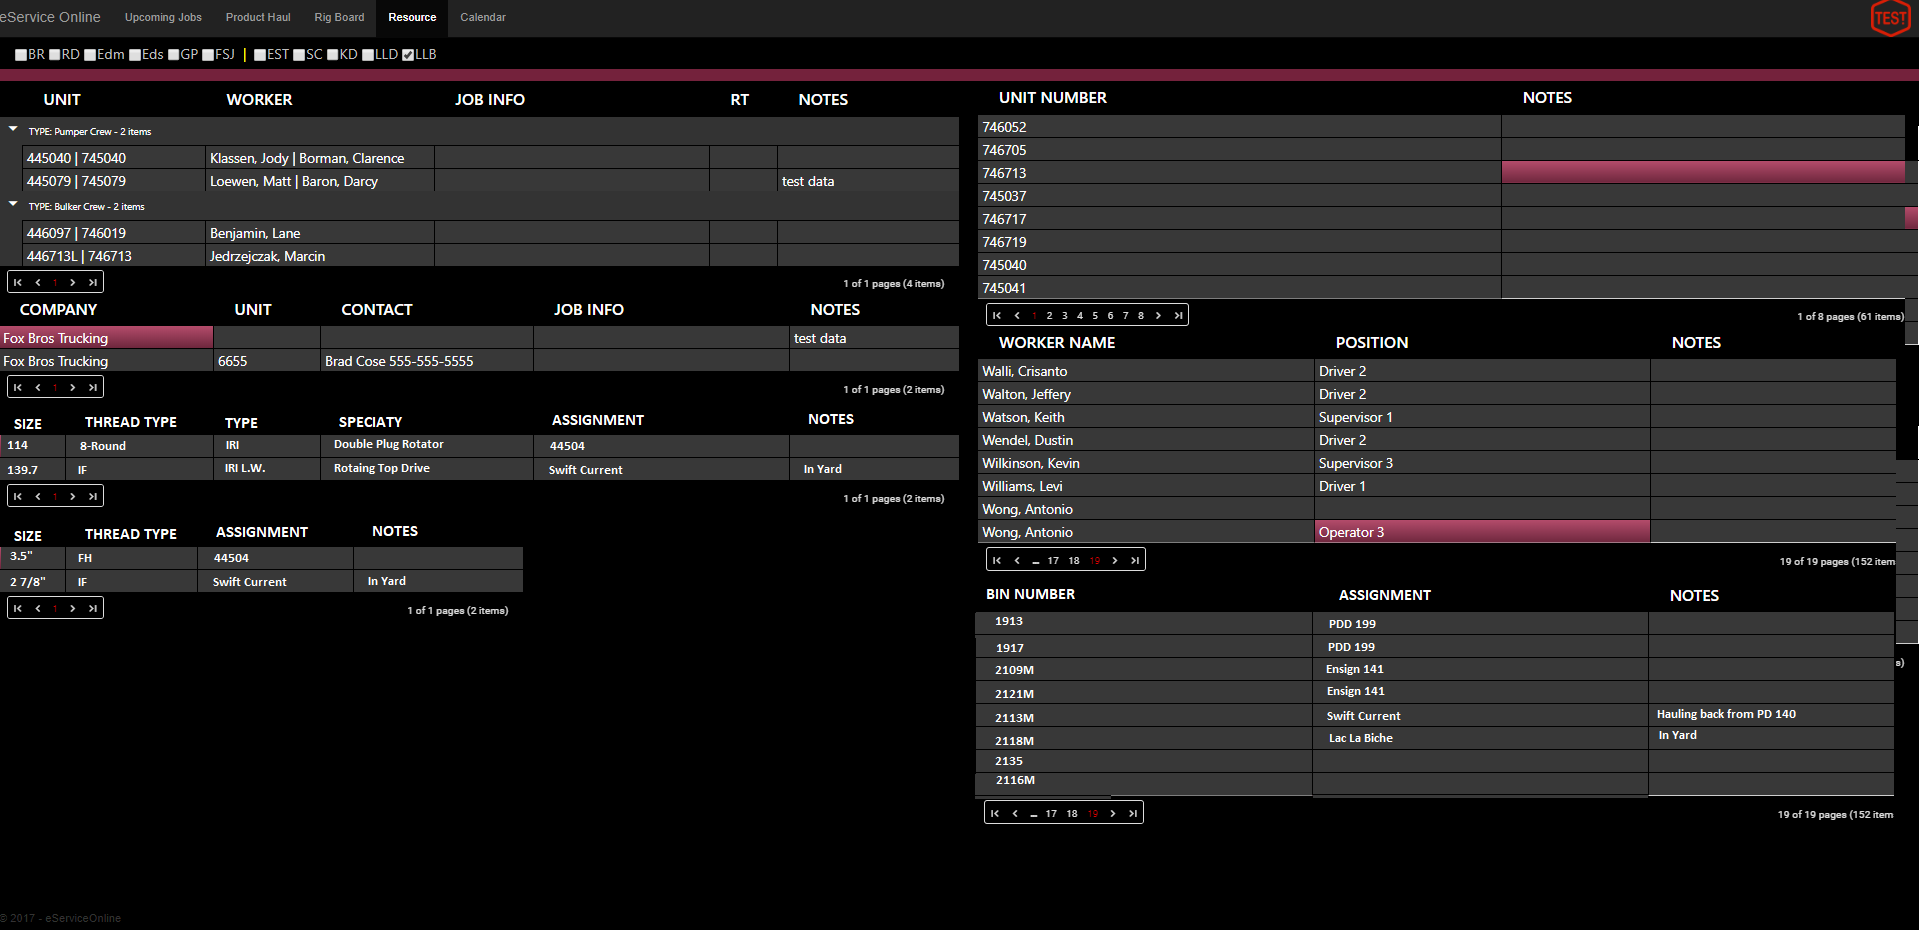 eService Online Upcoming Jobs Product Haul Rig Board Resource Calendar TEST
BR RD Edm Eds GP FSJ | EST SC KD LLD LLB
UNIT WORKER JOB INFO RT NOTES
TYPE: Pumper Crew - 2 items
445040 | 745040 Klassen, Jody | Borman, Clarence
445079 | 745079 Loewen, Matt | Baron, Darcy test data
TYPE: Bulker Crew - 2 items
446097 | 746019 Benjamin, Lane
446713L | 746713 Jedrzejczak, Marcin
1 1 of 1 pages (4 items)
COMPANY UNIT CONTACT JOB INFO NOTES
Fox Bros Trucking test data
Fox Bros Trucking 6655 Brad Cose 555-555-5555
1 1 of 1 pages (2 items)
SIZE THREAD TYPE TYPE SPECIATY ASSIGNMENT NOTES
114 8-Round IRI Double Plug Rotator 44504
139.7 IF IRI L.W. Rotaing Top Drive Swift Current In Yard
1 1 of 1 pages (2 items)
SIZE THREAD TYPE ASSIGNMENT NOTES
3.5" FH 44504
2 7/8" IF Swift Current In Yard
1 1 of 1 pages (2 items)
UNIT NUMBER NOTES
746052
746705
746713
745037
746717
746719
745040
745041
1 2 3 4 5 6 7 8 1 of 8 pages (61 items)
WORKER NAME POSITION NOTES
Walli, Crisanto Driver 2
Walton, Jeffery Driver 2
Watson, Keith Supervisor 1
Wendel, Dustin Driver 2
Wilkinson, Kevin Supervisor 3
Williams, Levi Driver 1
Wong, Antonio
Wong, Antonio Operator 3
... 17 18 19 19 of 19 pages (152 item
BIN NUMBER ASSIGNMENT NOTES
1913 PDD 199
1917 PDD 199
s)
2109M Ensign 141
2121M Ensign 141
2113M Swift Current Hauling back from PD 140
2118M Lac La Biche In Yard
2135
2116M
... 17 18 19 19 of 19 pages (152 item
© 2017 - eServiceOnline